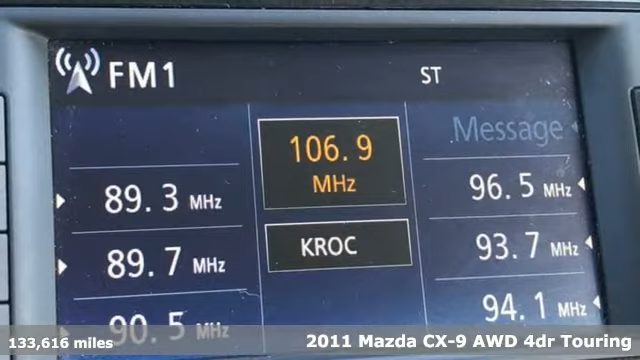 FM1 ST
Message
106.9
MHz
89.3 MHz
96.5 MHz
KROC
89.7 MHz
93.7 MHz
90.5 MHz
94.1 MHz
133,616 miles
2011 Mazda CX-9 AWD 4dr Touring